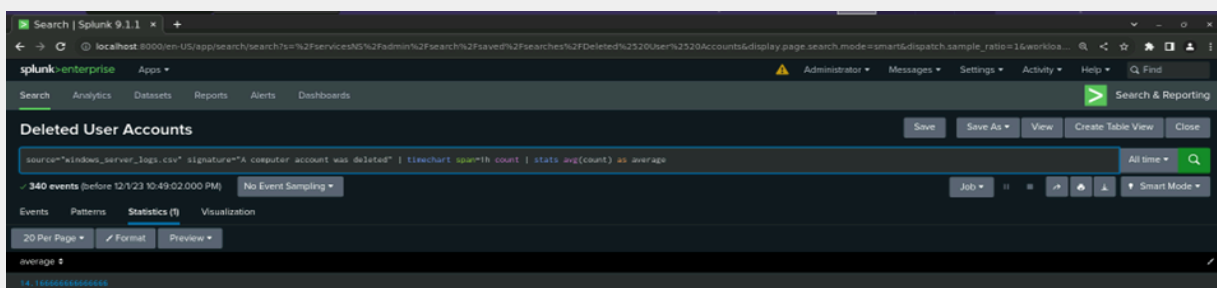 Search | Splunk 9.1.1
localhost:8000/en-US/app/search/search?s=%2FservicesNS%2Fadmin%2Fsearch%2Fsaved%2Fsearches%2FDeleted%2520User%2520Accounts&display.page.search.mode=smart&dispatch.sample_ratio=1&workloa...
splunk>enterprise Apps Administrator Messages Settings Activity Help Find
Search Analytics Datasets Reports Alerts Dashboards Search & Reporting
Deleted User Accounts Save Save As View Create Table View Close
source="windows_server_logs.csv" signature="A computer account was deleted" | timechart span=1h count | stats avg(count) as average All time
340 events (before 12/1/23 10:49:02.000 PM) No Event Sampling Job Smart Mode
Events Patterns Statistics (1) Visualization
20 Per Page Format Preview
average
14.166666666666666